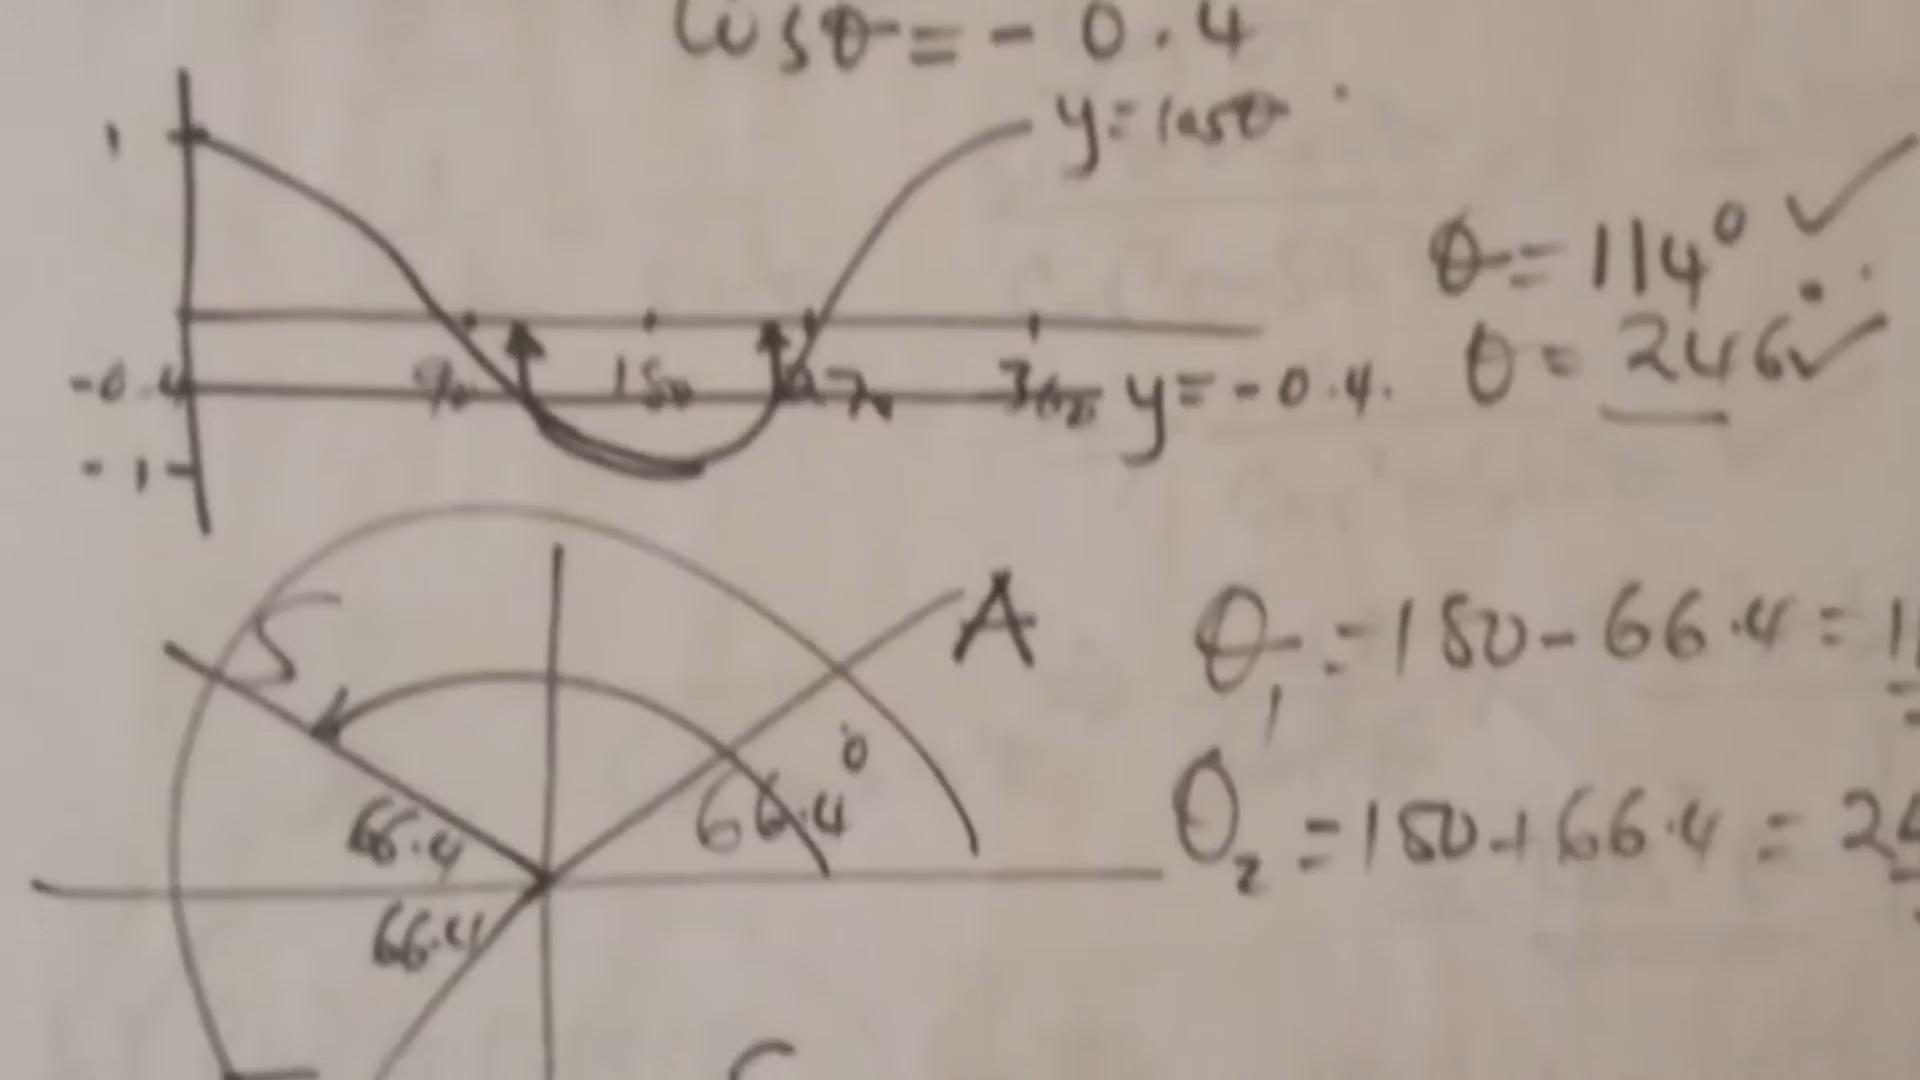 cosθ = - 0.4
1
y = cosθ
θ = 114°
-0.4
90
180
270
360
y = -0.4.
θ = 246
-1
S
A
66.4°
66.4
66.4
θ₁ = 180 - 66.4 =
θ₂ = 180 + 66.4 =
C